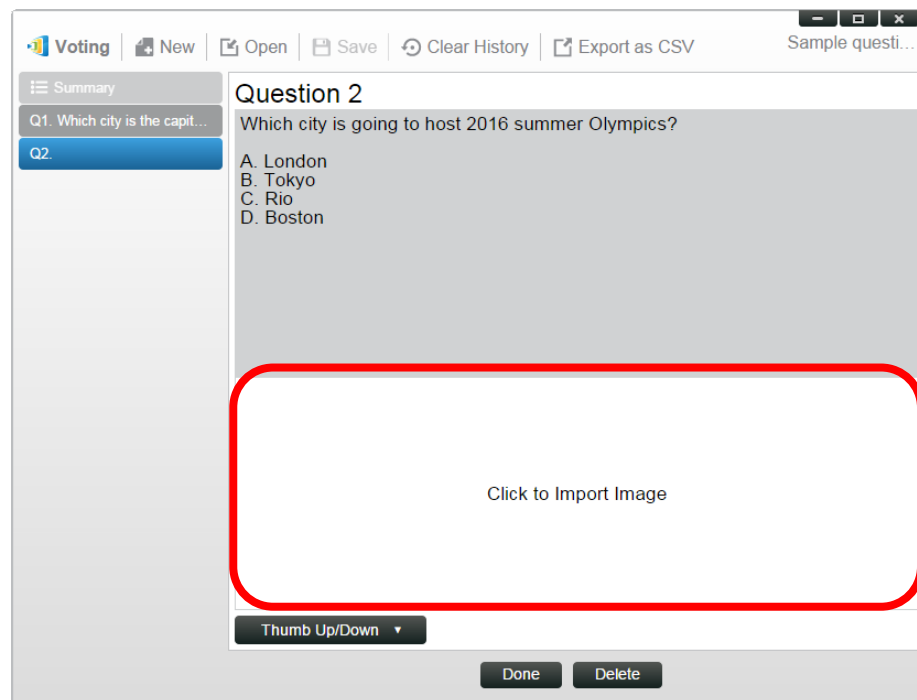 Voting New Open Save Clear History Export as CSV Sample questi...
Summary
Q1. Which city is the capit...
Q2.
Question 2
Which city is going to host 2016 summer Olympics?
A. London
B. Tokyo
C. Rio
D. Boston
Click to Import Image
Thumb Up/Down
Done Delete